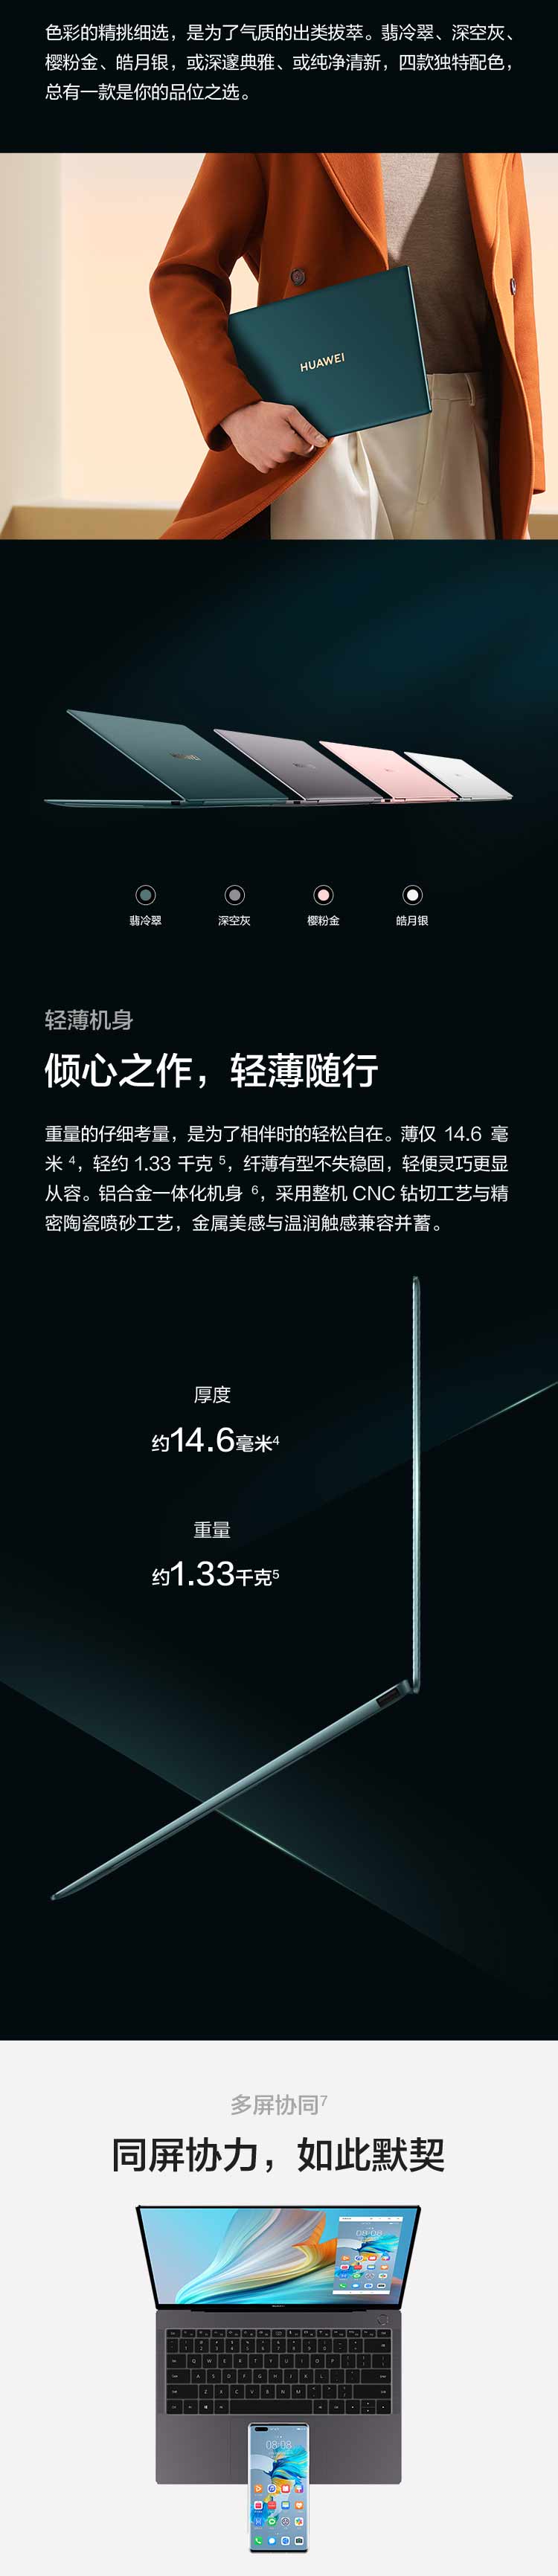 色彩的精挑细选，是为了气质的出类拔萃。翡冷翠、深空灰、
樱粉金、皓月银，或深邃典雅、或纯净清新，四款独特配色，
总有一款是你的品位之选。
HUAWEI
翡冷翠
深空灰
樱粉金
皓月银
轻薄机身
倾心之作，轻薄随行
重量的仔细考量，是为了相伴时的轻松自在。薄仅 14.6 毫
米 4，轻约 1.33 千克 5，纤薄有型不失稳固，轻便灵巧更显
从容。铝合金一体化机身 6，采用整机 CNC 钻切工艺与精
密陶瓷喷砂工艺，金属美感与温润触感兼容并蓄。
厚度
约14.6毫米4
重量
约1.33千克5
多屏协同7
同屏协力，如此默契
08:08
08:08